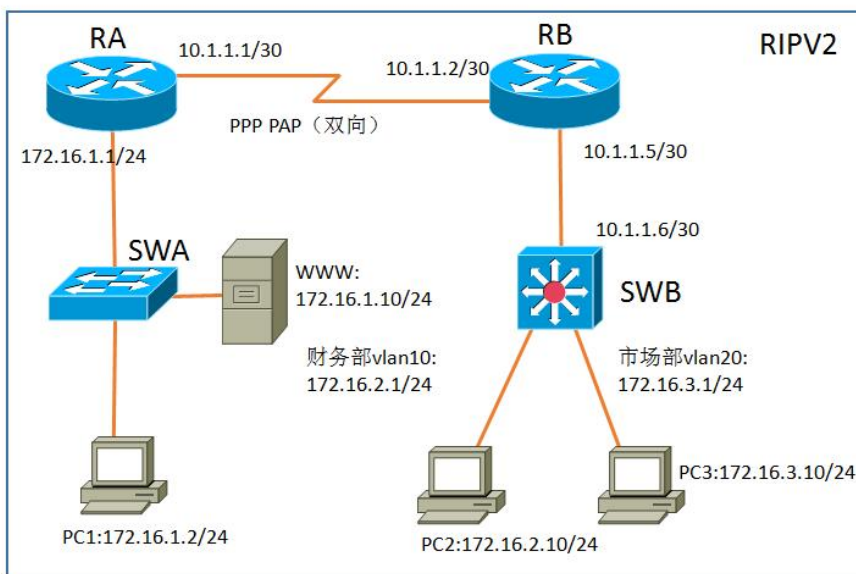 RA
10.1.1.1/30
RB
RIPV2
10.1.1.2/30
PPP PAP（双向）
172.16.1.1/24
10.1.1.5/30
10.1.1.6/30
SWA
WWW:
172.16.1.10/24
SWB
财务部vlan10:
172.16.2.1/24
市场部vlan20:
172.16.3.1/24
PC3:172.16.3.10/24
PC1:172.16.1.2/24
PC2:172.16.2.10/24